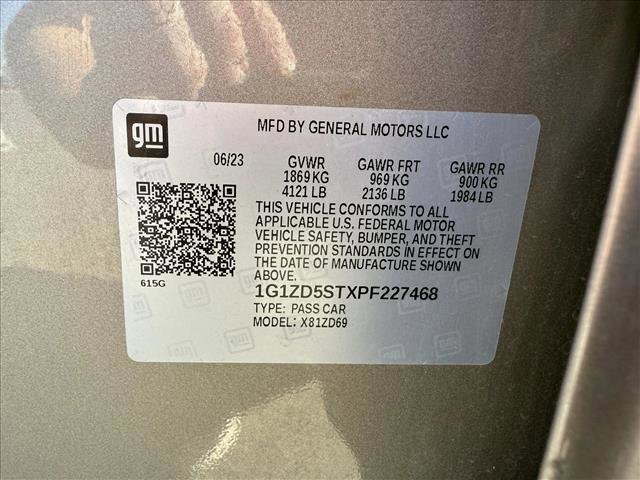 gm
MFD BY GENERAL MOTORS LLC
06/23 GVWR GAWR FRT GAWR RR
1869 KG 969 KG 900 KG
4121 LB 2136 LB 1984 LB
THIS VEHICLE CONFORMS TO ALL
APPLICABLE U.S. FEDERAL MOTOR
VEHICLE SAFETY, BUMPER, AND THEFT
PREVENTION STANDARDS IN EFFECT ON
THE DATE OF MANUFACTURE SHOWN
ABOVE.
615G
1G1ZD5STXPF227468
TYPE: PASS CAR
MODEL: X81ZD69